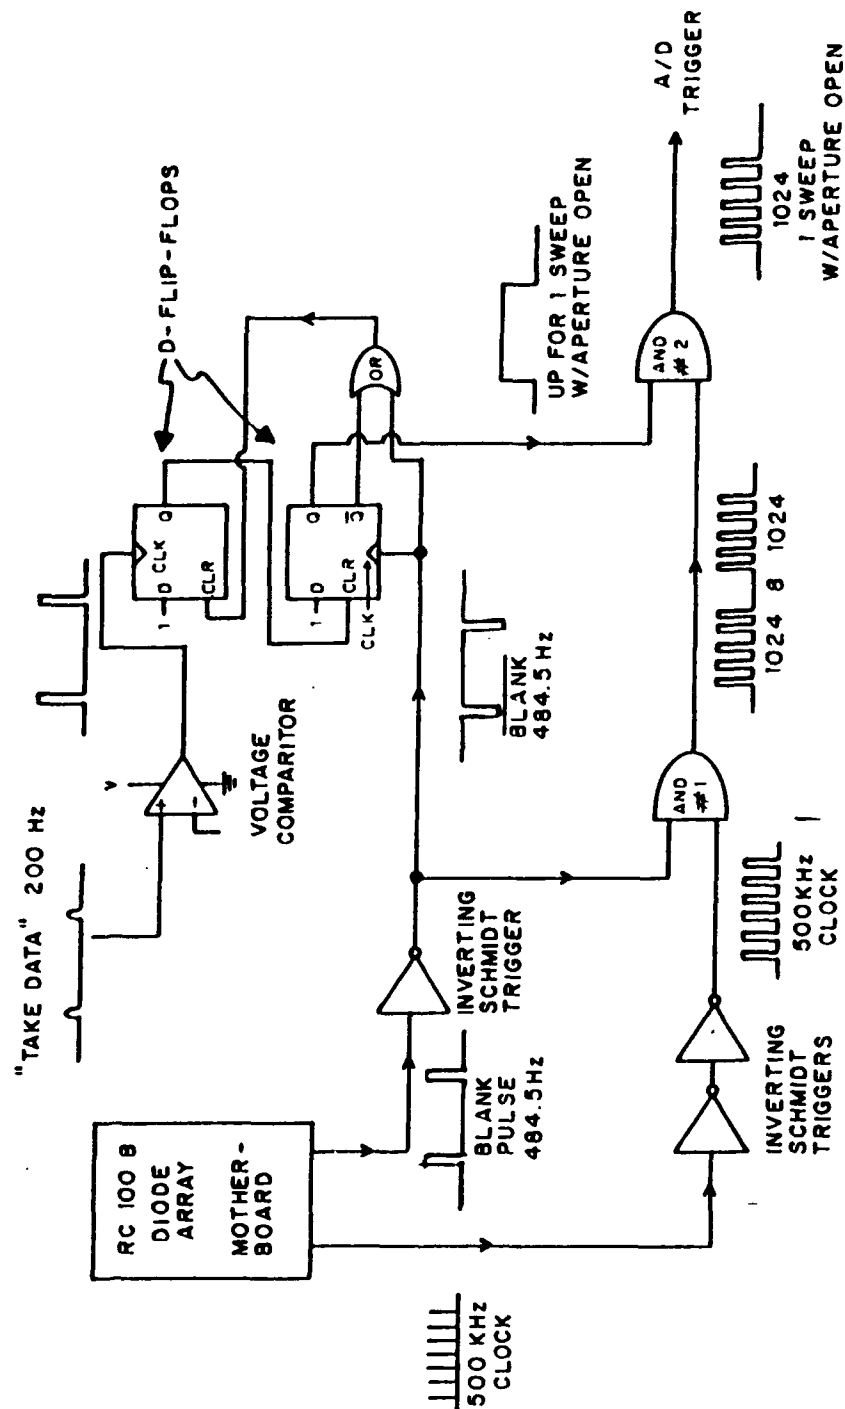 "TAKE DATA" 200 Hz
RC 100 B
DIODE
ARRAY
MOTHER-
BOARD
500 KHz
CLOCK
BLANK
PULSE
484.5Hz
INVERTING
SCHMIDT
TRIGGER
INVERTING
SCHMIDT
TRIGGERS
V
+
−
VOLTAGE
COMPARITOR
D-FLIP-FLOPS
1
D
CLK
Q
CLR
1
D
Q
CLR
Q̅
CLK
OR
BLANK
484.5 Hz
500KHz
CLOCK
AND
#1
1024 8 1024
UP FOR 1 SWEEP
W/APERTURE OPEN
AND
#2
A/D
TRIGGER
1024
1 SWEEP
W/APERTURE OPEN